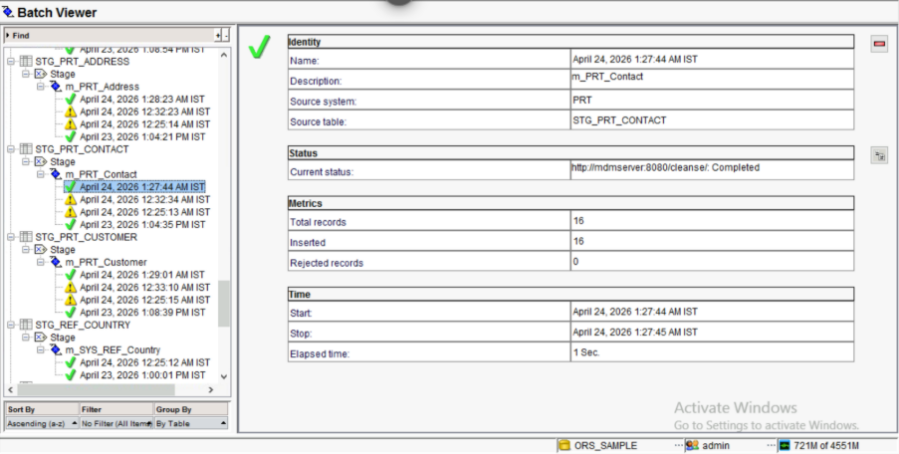 Batch Viewer
Find
+ -
April 23, 2026 1:08:54 PM IST
STG_PRT_ADDRESS
Stage
m_PRT_Address
April 24, 2026 1:28:23 AM IST
April 24, 2026 12:32:23 AM IST
April 24, 2026 12:25:14 AM IST
April 23, 2026 1:04:21 PM IST
STG_PRT_CONTACT
Stage
m_PRT_Contact
April 24, 2026 1:27:44 AM IST
April 24, 2026 12:32:34 AM IST
April 24, 2026 12:25:13 AM IST
April 23, 2026 1:04:35 PM IST
STG_PRT_CUSTOMER
Stage
m_PRT_Customer
April 24, 2026 1:29:01 AM IST
April 24, 2026 12:33:10 AM IST
April 24, 2026 12:25:15 AM IST
April 23, 2026 1:08:39 PM IST
STG_REF_COUNTRY
Stage
m_SYS_REF_Country
April 24, 2026 12:25:12 AM IST
April 23, 2026 1:00:01 PM IST
Sort By Filter Group By
Ascending (a-z) No Filter (All Items) By Table
Identity
Name: April 24, 2026 1:27:44 AM IST
Description: m_PRT_Contact
Source system: PRT
Source table: STG_PRT_CONTACT
Status
Current status: http://mdmserver:8080/cleanse/: Completed
Metrics
Total records 16
Inserted 16
Rejected records 0
Time
Start: April 24, 2026 1:27:44 AM IST
Stop: April 24, 2026 1:27:45 AM IST
Elapsed time: 1 Sec.
Activate Windows
Go to Settings to activate Windows.
ORS_SAMPLE admin 721M of 4551M